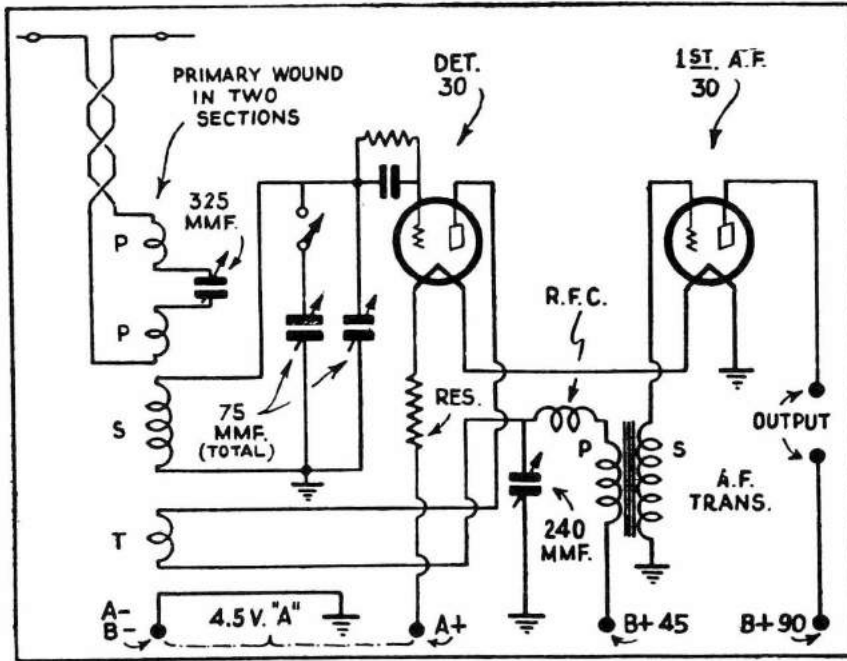 PRIMARY WOUND
IN TWO
SECTIONS
DET.
30
1ST. A.F.
30
325
MMF.
P
P
S
T
75
MMF.
(TOTAL)
RES.
R.F.C.
P
S
A.F.
TRANS.
240
MMF.
OUTPUT
A-
B-
4.5 V. "A"
A+
B+ 45
B+ 90